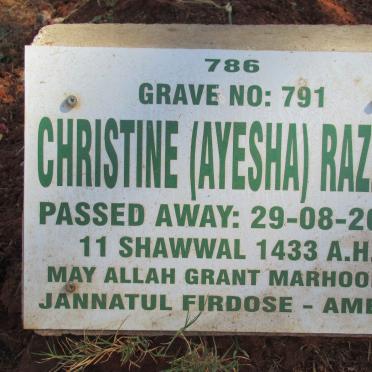 786
GRAVE NO: 791
CHRISTINE (AYESHA) RAZ
PASSED AWAY: 29-08-20
11 SHAWWAL 1433 A.H.
MAY ALLAH GRANT MARHOO
JANNATUL FIRDOSE - AME